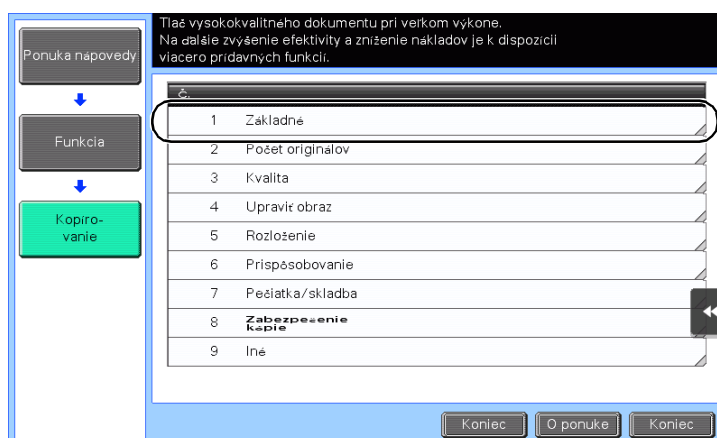 Tlač vysokokvalitného dokumentu pri veľkom výkone.
Na ďalšie zvýšenie efektivity a zníženie nákladov je k dispozícii
viacero prídavných funkcií.
Ponuka nápovedy
Funkcia
Kopíro-
vanie
Č.
1 Základné
2 Počet originálov
3 Kvalita
4 Upraviť obraz
5 Rozloženie
6 Prispôsobovanie
7 Pečiatka/skladba
8 Zabezpečenie
kópie
9 Iné
Koniec
O ponuke
Koniec